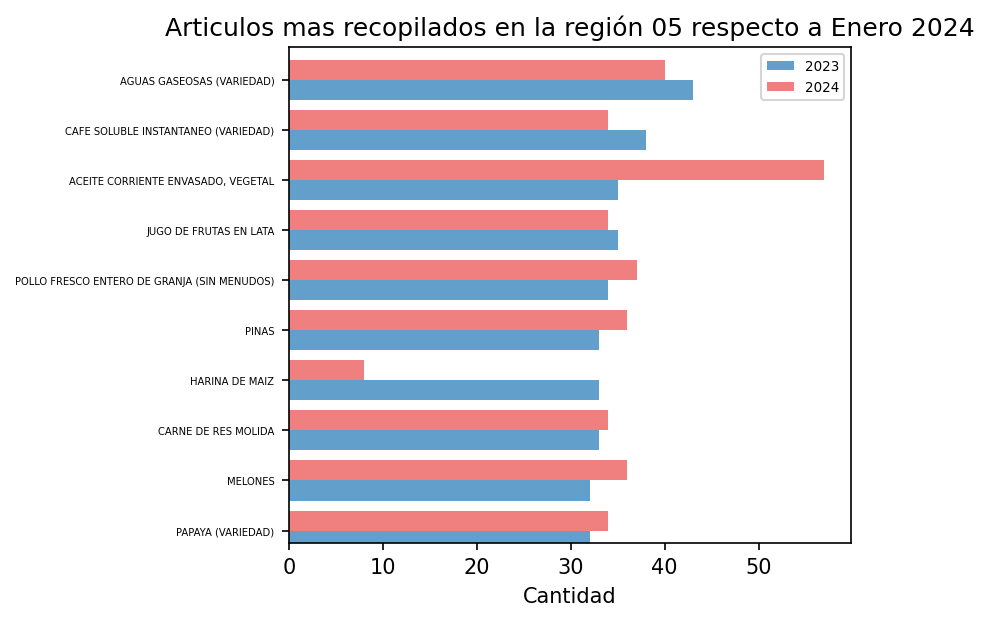 Articulos mas recopilados en la región 05 respecto a Enero 2024
2023
2024
AGUAS GASEOSAS (VARIEDAD)
CAFE SOLUBLE INSTANTANEO (VARIEDAD)
ACEITE CORRIENTE ENVASADO, VEGETAL
JUGO DE FRUTAS EN LATA
POLLO FRESCO ENTERO DE GRANJA (SIN MENUDOS)
PINAS
HARINA DE MAIZ
CARNE DE RES MOLIDA
MELONES
PAPAYA (VARIEDAD)
0 10 20 30 40 50
Cantidad